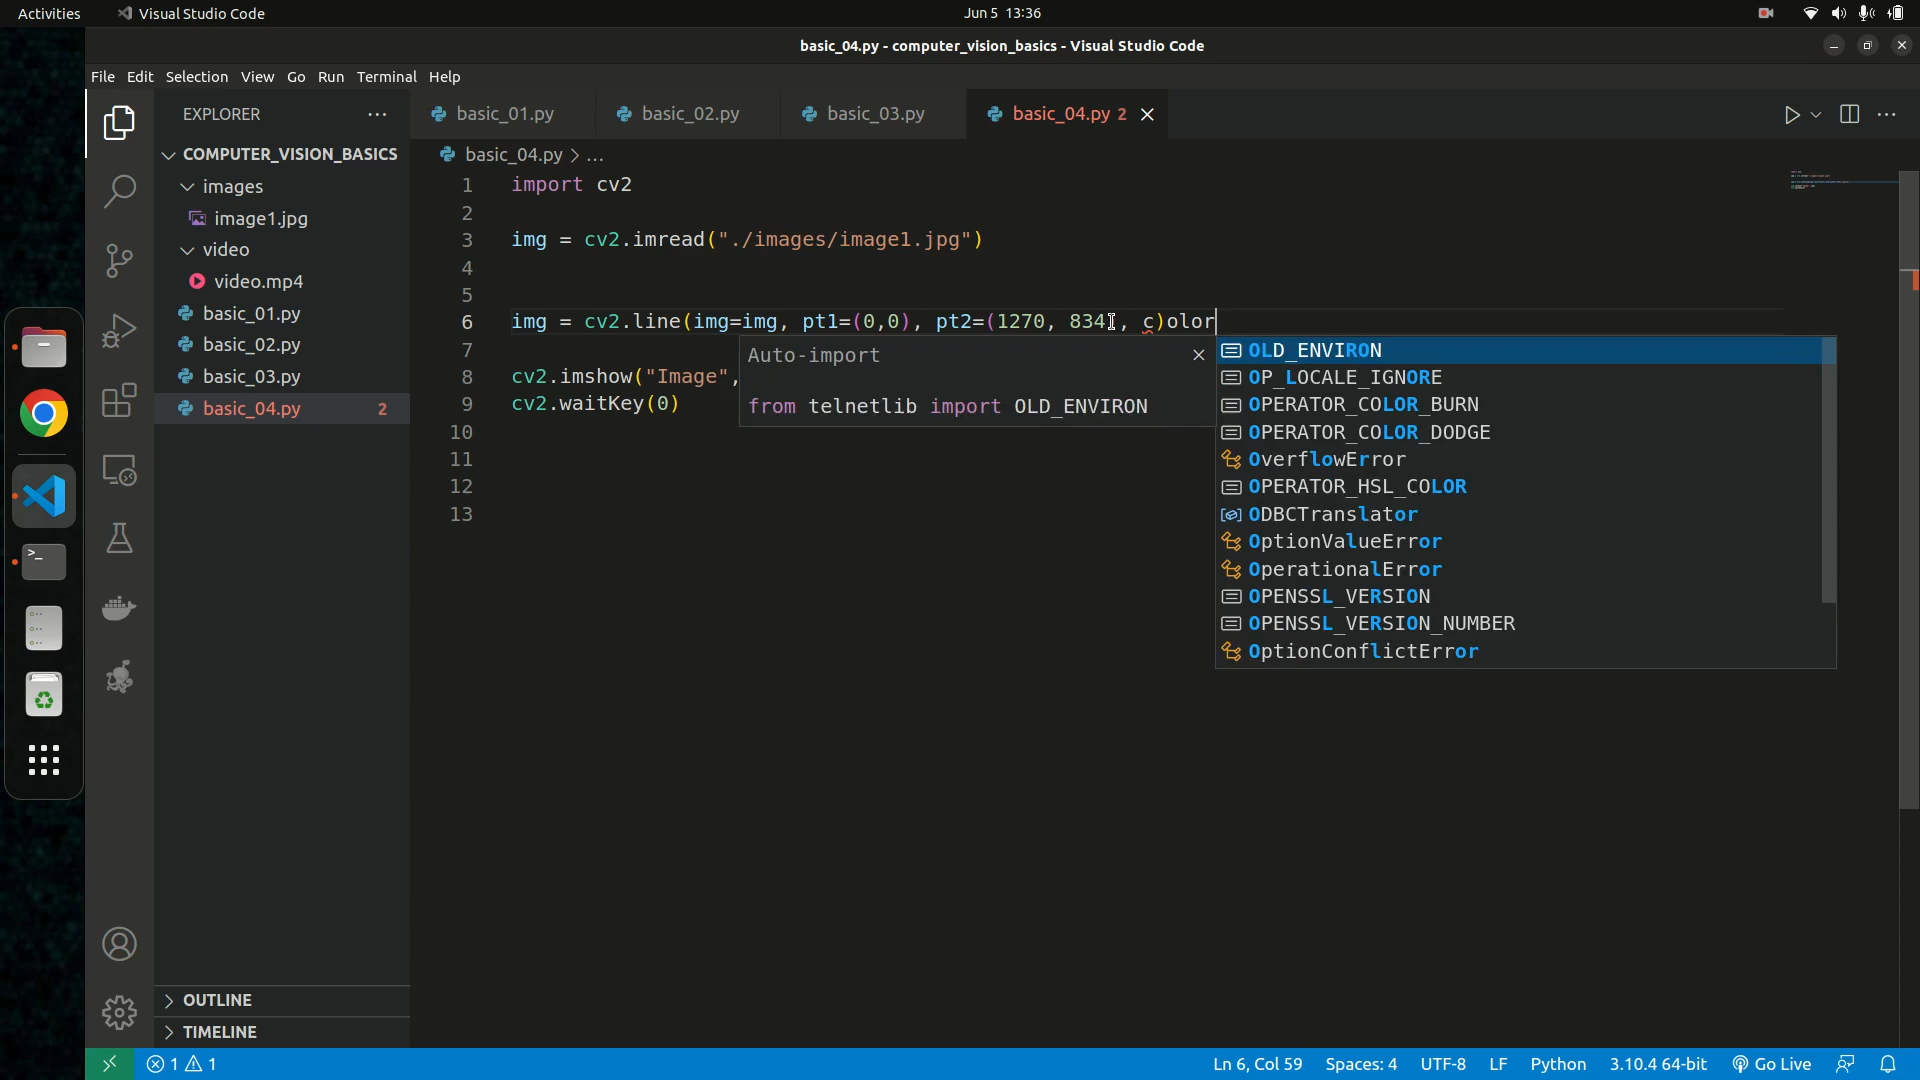 Activities Visual Studio Code Jun 5 13:36
basic_04.py - computer_vision_basics - Visual Studio Code
File Edit Selection View Go Run Terminal Help
EXPLORER
COMPUTER_VISION_BASICS
images
image1.jpg
video
video.mp4
basic_01.py
basic_02.py
basic_03.py
basic_04.py 2
OUTLINE
TIMELINE
basic_01.py basic_02.py basic_03.py basic_04.py 2
basic_04.py > ...
1 import cv2
2
3 img = cv2.imread("./images/image1.jpg")
4
5
6 img = cv2.line(img=img, pt1=(0,0), pt2=(1270, 834), c)olor
7
8 cv2.imshow("Image",
9 cv2.waitKey(0)
10
11
12
13
Auto-import
from telnetlib import OLD_ENVIRON
OLD_ENVIRON
OP_LOCALE_IGNORE
OPERATOR_COLOR_BURN
OPERATOR_COLOR_DODGE
OverflowError
OPERATOR_HSL_COLOR
ODBCTranslator
OptionValueError
OperationalError
OPENSSL_VERSION
OPENSSL_VERSION_NUMBER
OptionConflictError
1 1 Ln 6, Col 59 Spaces: 4 UTF-8 LF Python 3.10.4 64-bit Go Live